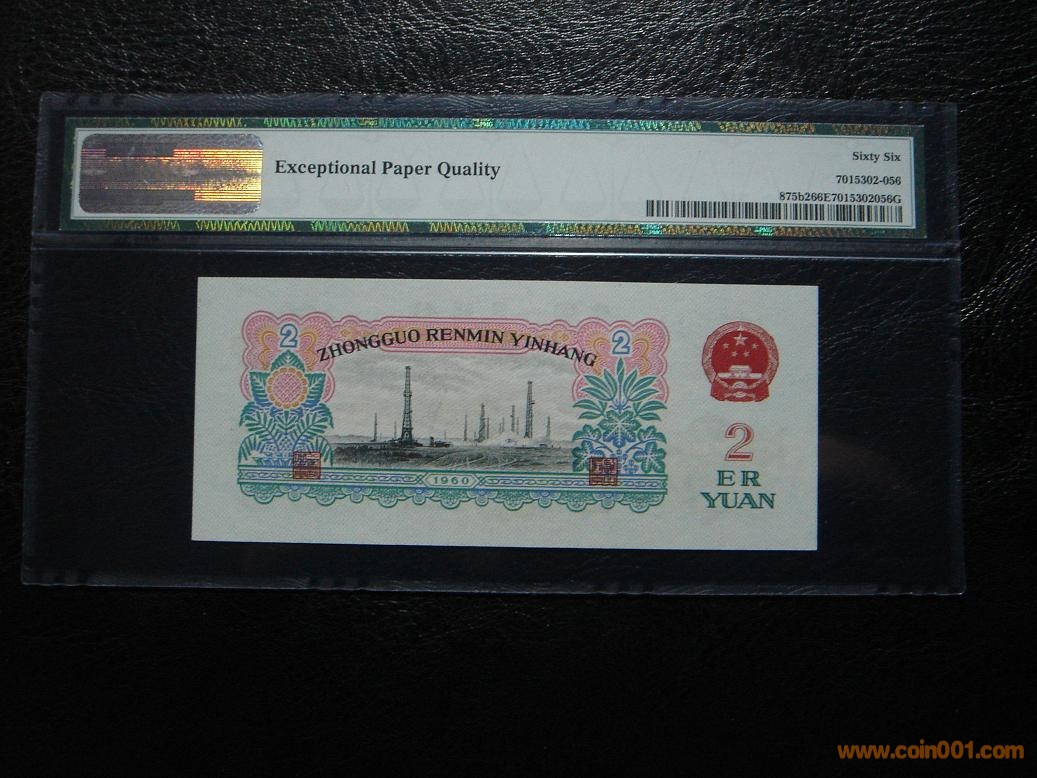 Exceptional Paper Quality
Sixty Six
7015302-056
875b266E7015302056G
2
2
ZHONGGUO RENMIN YINHANG
1960
2
ER
YUAN
www.coin001.com